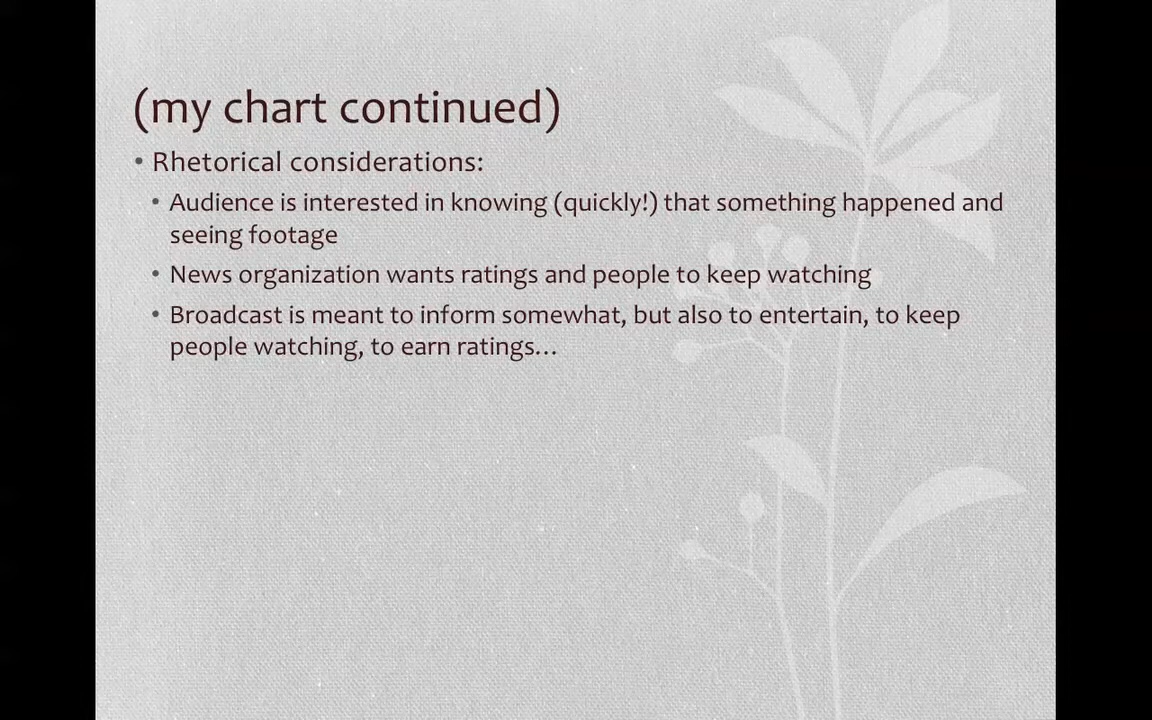 (my chart continued)
• Rhetorical considerations:
• Audience is interested in knowing (quickly!) that something happened and
seeing footage
• News organization wants ratings and people to keep watching
• Broadcast is meant to inform somewhat, but also to entertain, to keep
people watching, to earn ratings…